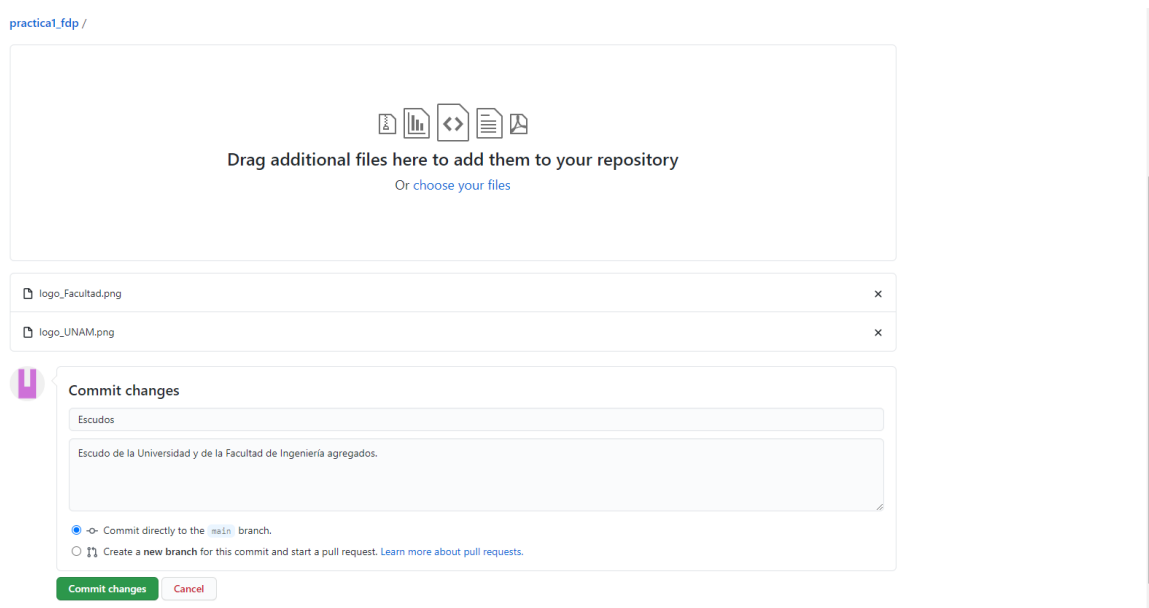 practica1_fdp /
Drag additional files here to add them to your repository
Or choose your files
logo_Facultad.png
logo_UNAM.png
Commit changes
Escudos
Escudo de la Universidad y de la Facultad de Ingeniería agregados.
Commit directly to the main branch.
Create a new branch for this commit and start a pull request. Learn more about pull requests.
Commit changes Cancel